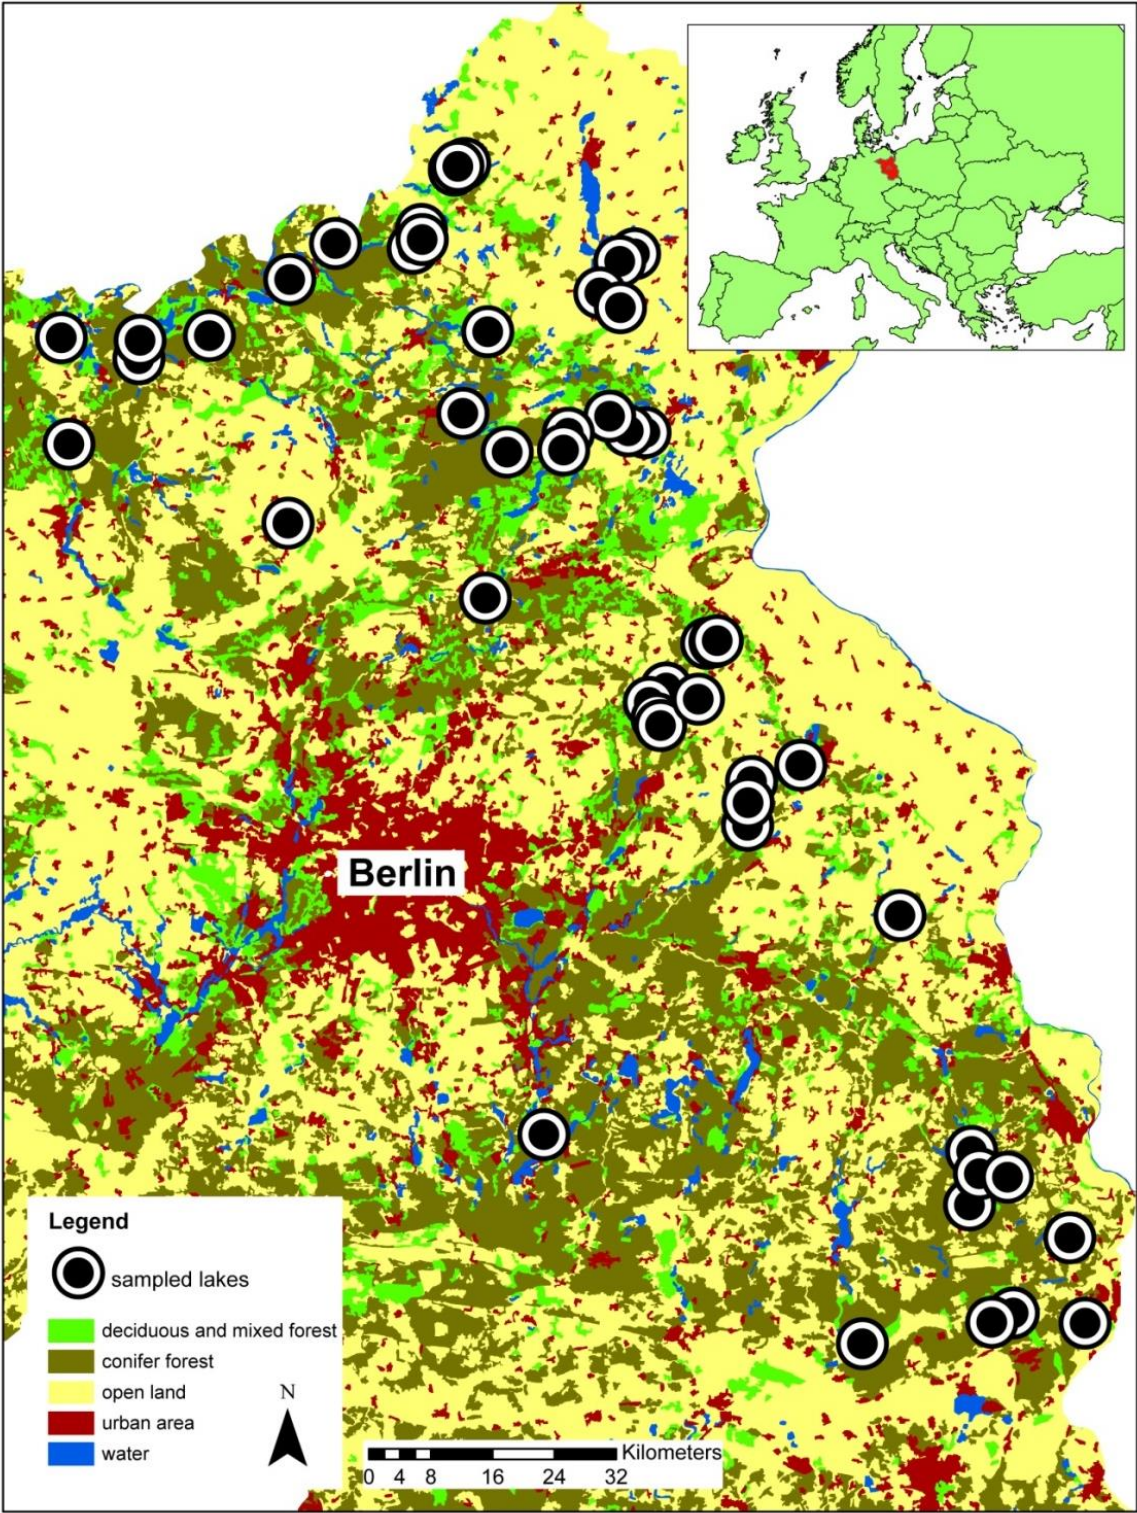 Berlin
Legend
sampled lakes
deciduous and mixed forest
conifer forest
open land
urban area
water
N
Kilometers
0 4 8 16 24 32